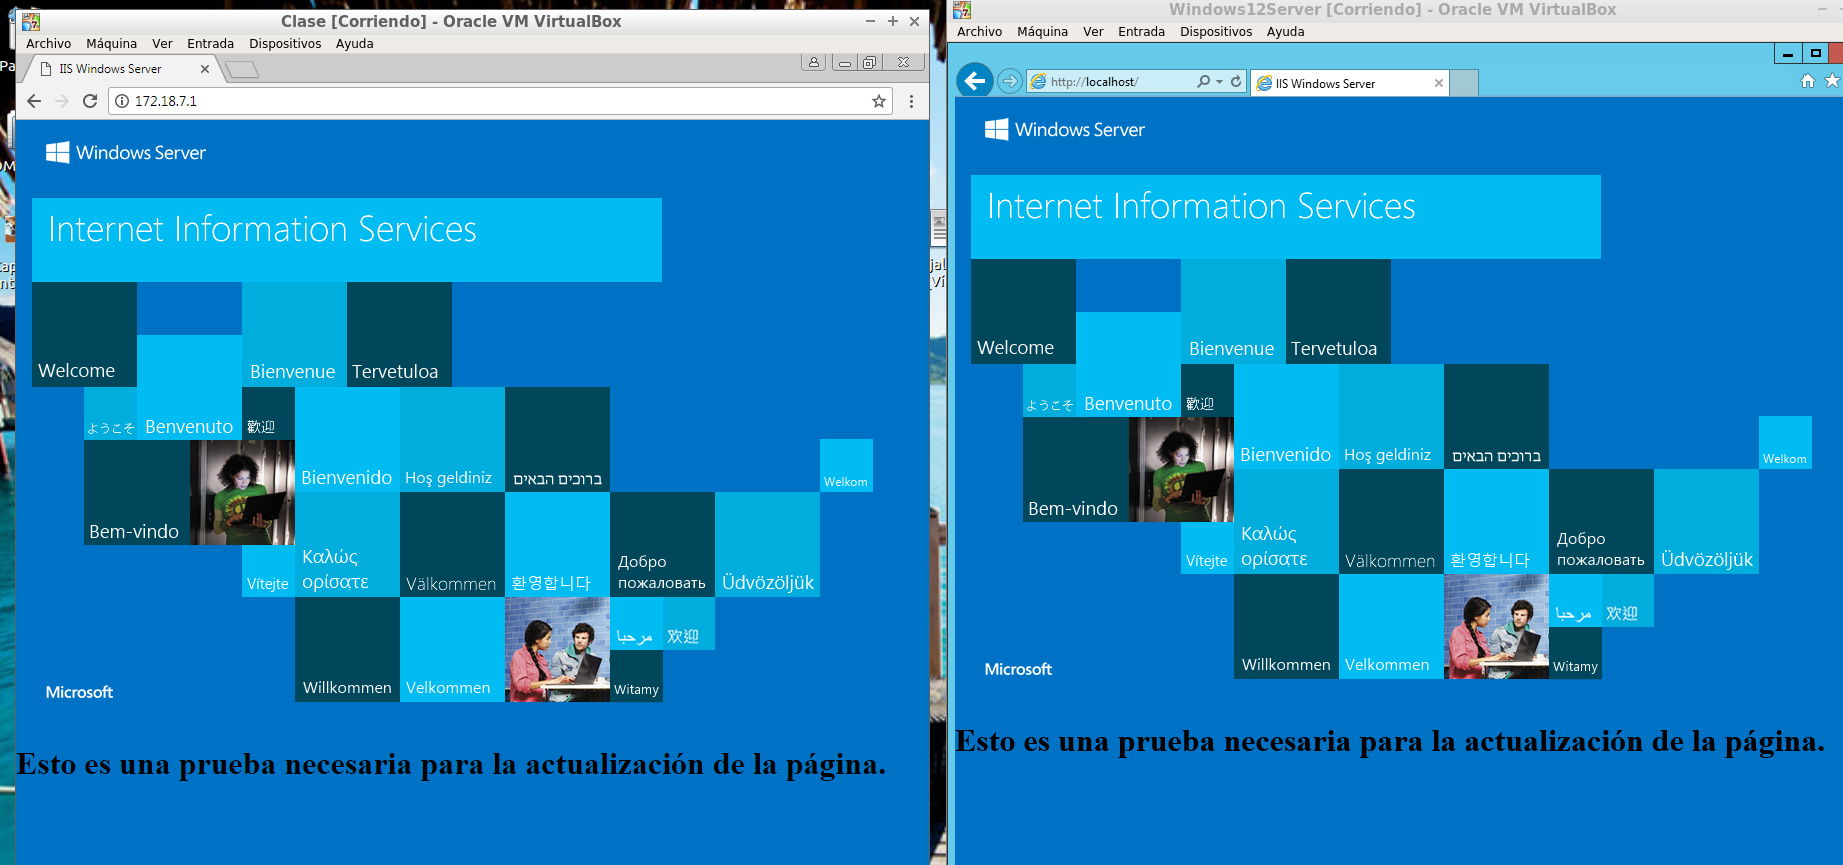 Clase [Corriendo] - Oracle VM VirtualBox
Archivo Máquina Ver Entrada Dispositivos Ayuda
IIS Windows Server
172.18.7.1
Windows Server
Internet Information Services
Welcome
Bienvenue
Tervetuloa
ようこそ
Benvenuto
歡迎
Bienvenido
Hoş geldiniz
ברוכים הבאים
Welkom
Bem-vindo
Vítejte
Καλώς
ορίσατε
Välkommen
환영합니다
Добро
пожаловать
Üdvözöljük
مرحبا
欢迎
Microsoft
Willkommen
Velkommen
Witamy
Esto es una prueba necesaria para la actualización de la página.
Windows12Server [Corriendo] - Oracle VM VirtualBox
Archivo Máquina Ver Entrada Dispositivos Ayuda
http://localhost/
IIS Windows Server
Windows Server
Internet Information Services
Welcome
Bienvenue
Tervetuloa
ようこそ
Benvenuto
歡迎
Bienvenido
Hoş geldiniz
ברוכים הבאים
Welkom
Bem-vindo
Vítejte
Καλώς
ορίσατε
Välkommen
환영합니다
Добро
пожаловать
Üdvözöljük
مرحبا
欢迎
Microsoft
Willkommen
Velkommen
Witamy
Esto es una prueba necesaria para la actualización de la página.